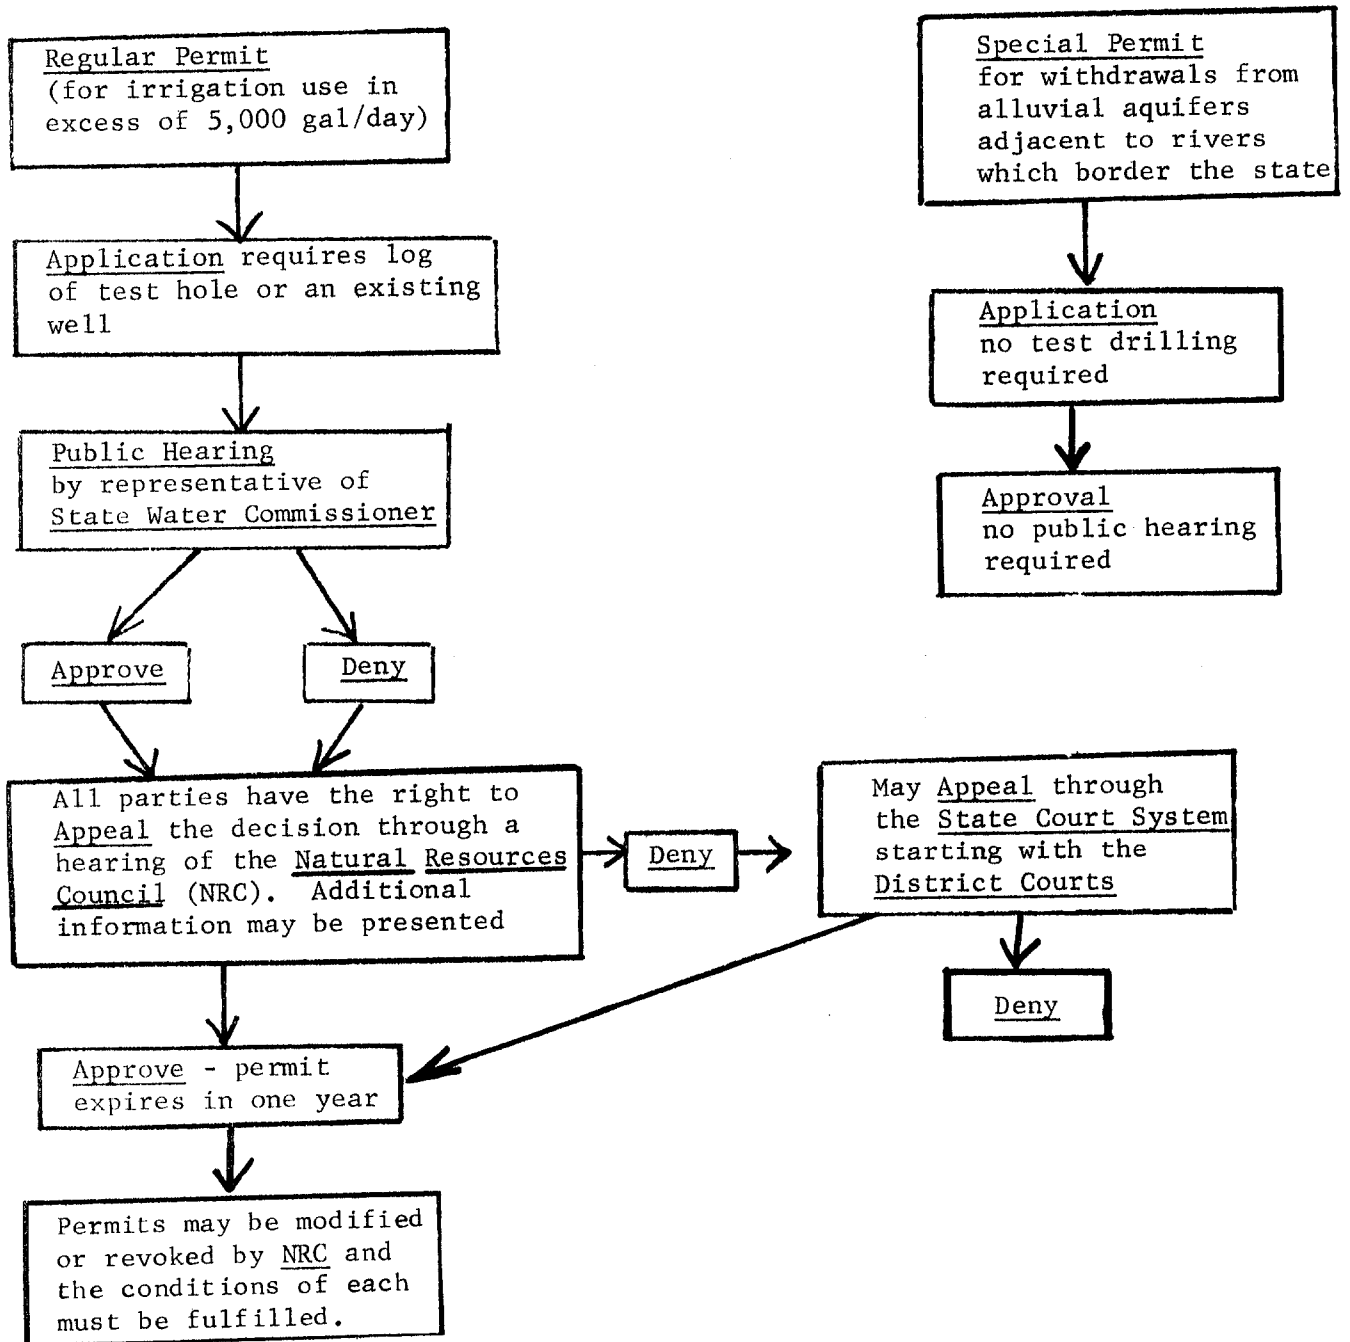 Regular Permit
(for irrigation use in
excess of 5,000 gal/day)
Application requires log
of test hole or an existing
well
Public Hearing
by representative of
State Water Commissioner
Approve
Deny
All parties have the right to
Appeal the decision through a
hearing of the Natural Resources
Council (NRC). Additional
information may be presented
Deny
May Appeal through
the State Court System
starting with the
District Courts
Deny
Approve - permit
expires in one year
Permits may be modified
or revoked by NRC and
the conditions of each
must be fulfilled.
Special Permit
for withdrawals from
alluvial aquifers
adjacent to rivers
which border the state
Application
no test drilling
required
Approval
no public hearing
required